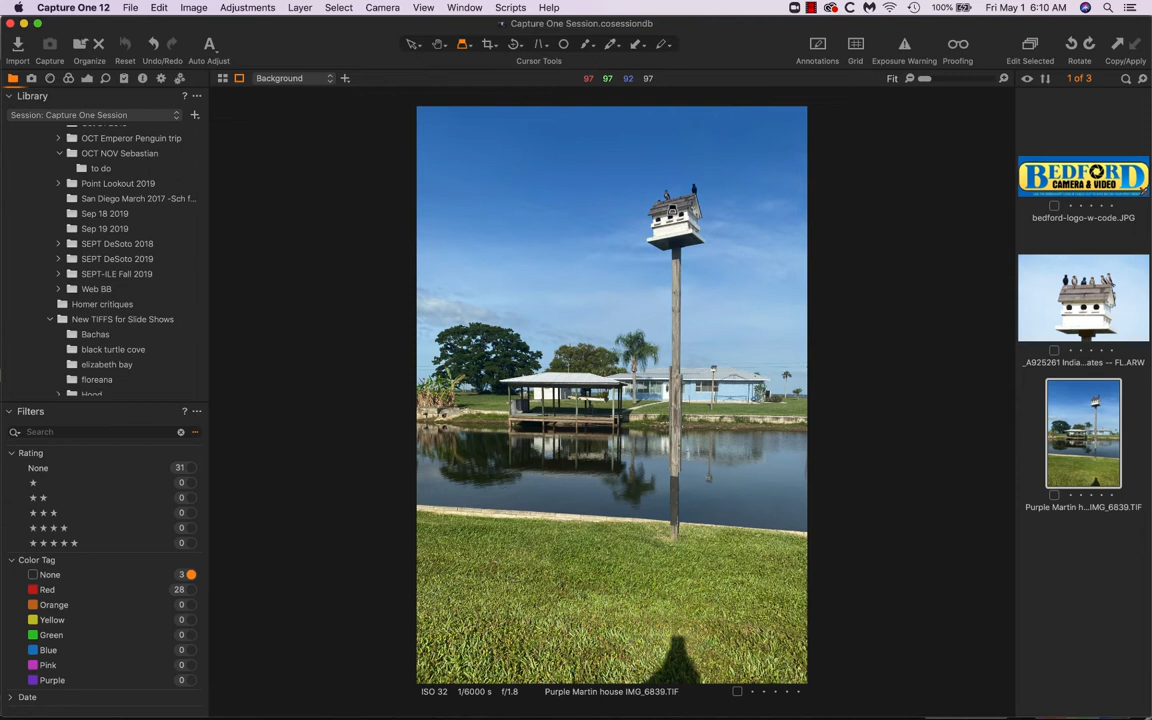 Capture One 12 File Edit Image Adjustments Layer Select Camera View Window Scripts Help 100% Fri May 1 6:10 AM
Capture One Session.cosessiondb
Import Capture Organize Reset Undo/Redo Auto Adjust Cursor Tools Annotations Grid Exposure Warning Proofing Edit Selected Rotate Copy/Apply
Background 97 97 92 97 Fit 1 of 3
Library
Session: Capture One Session
OCT Emperor Penguin trip
OCT NOV Sebastian
to do
Point Lookout 2019
San Diego March 2017 -Sch f...
Sep 18 2019
Sep 19 2019
SEPT DeSoto 2018
SEPT DeSoto 2019
SEPT-ILE Fall 2019
Web BB
Homer critiques
New TIFFS for Slide Shows
Bachas
black turtle cove
elizabeth bay
floreana
Hood
Filters
Search
Rating
None 31
0
0
0
0
0
Color Tag
None 3
Red 28
Orange 0
Yellow 0
Green 0
Blue 0
Pink 0
Purple 0
Date
ISO 32 1/6000 s f/1.8 Purple Martin house IMG_6839.TIF
BEDFORD
CAMERA & VIDEO
bedford-logo-w-code.JPG
_A925261 India...ates -- FL.ARW
Purple Martin h...IMG_6839.TIF